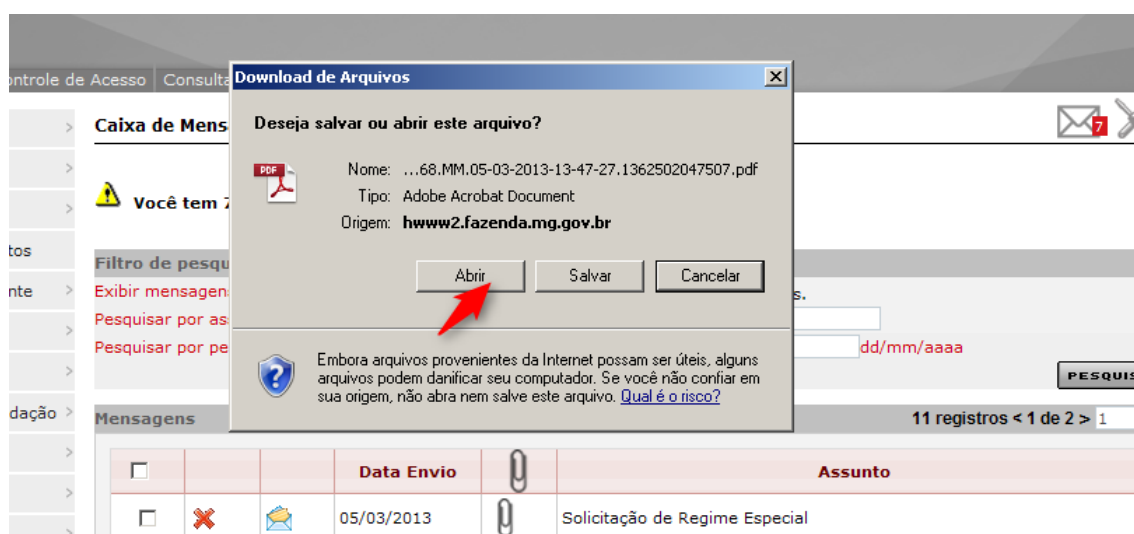 ontrole de Acesso Consulta
Download de Arquivos
Caixa de Mens
Deseja salvar ou abrir este arquivo?
7
PDF
Nome: ...68.MM.05-03-2013-13-47-27.1362502047507.pdf
Tipo: Adobe Acrobat Document
Origem: hwww2.fazenda.mg.gov.br
Você tem 7
tos
Filtro de pesqu
Abrir Salvar Cancelar
nte
Exibir mensagen s.
Pesquisar por as
Pesquisar por pe dd/mm/aaaa
Embora arquivos provenientes da Internet possam ser úteis, alguns
arquivos podem danificar seu computador. Se você não confiar em
sua origem, não abra nem salve este arquivo. Qual é o risco?
PESQUIS
dação >
Mensagens 11 registros < 1 de 2 > 1
Data Envio Assunto
05/03/2013 Solicitação de Regime Especial